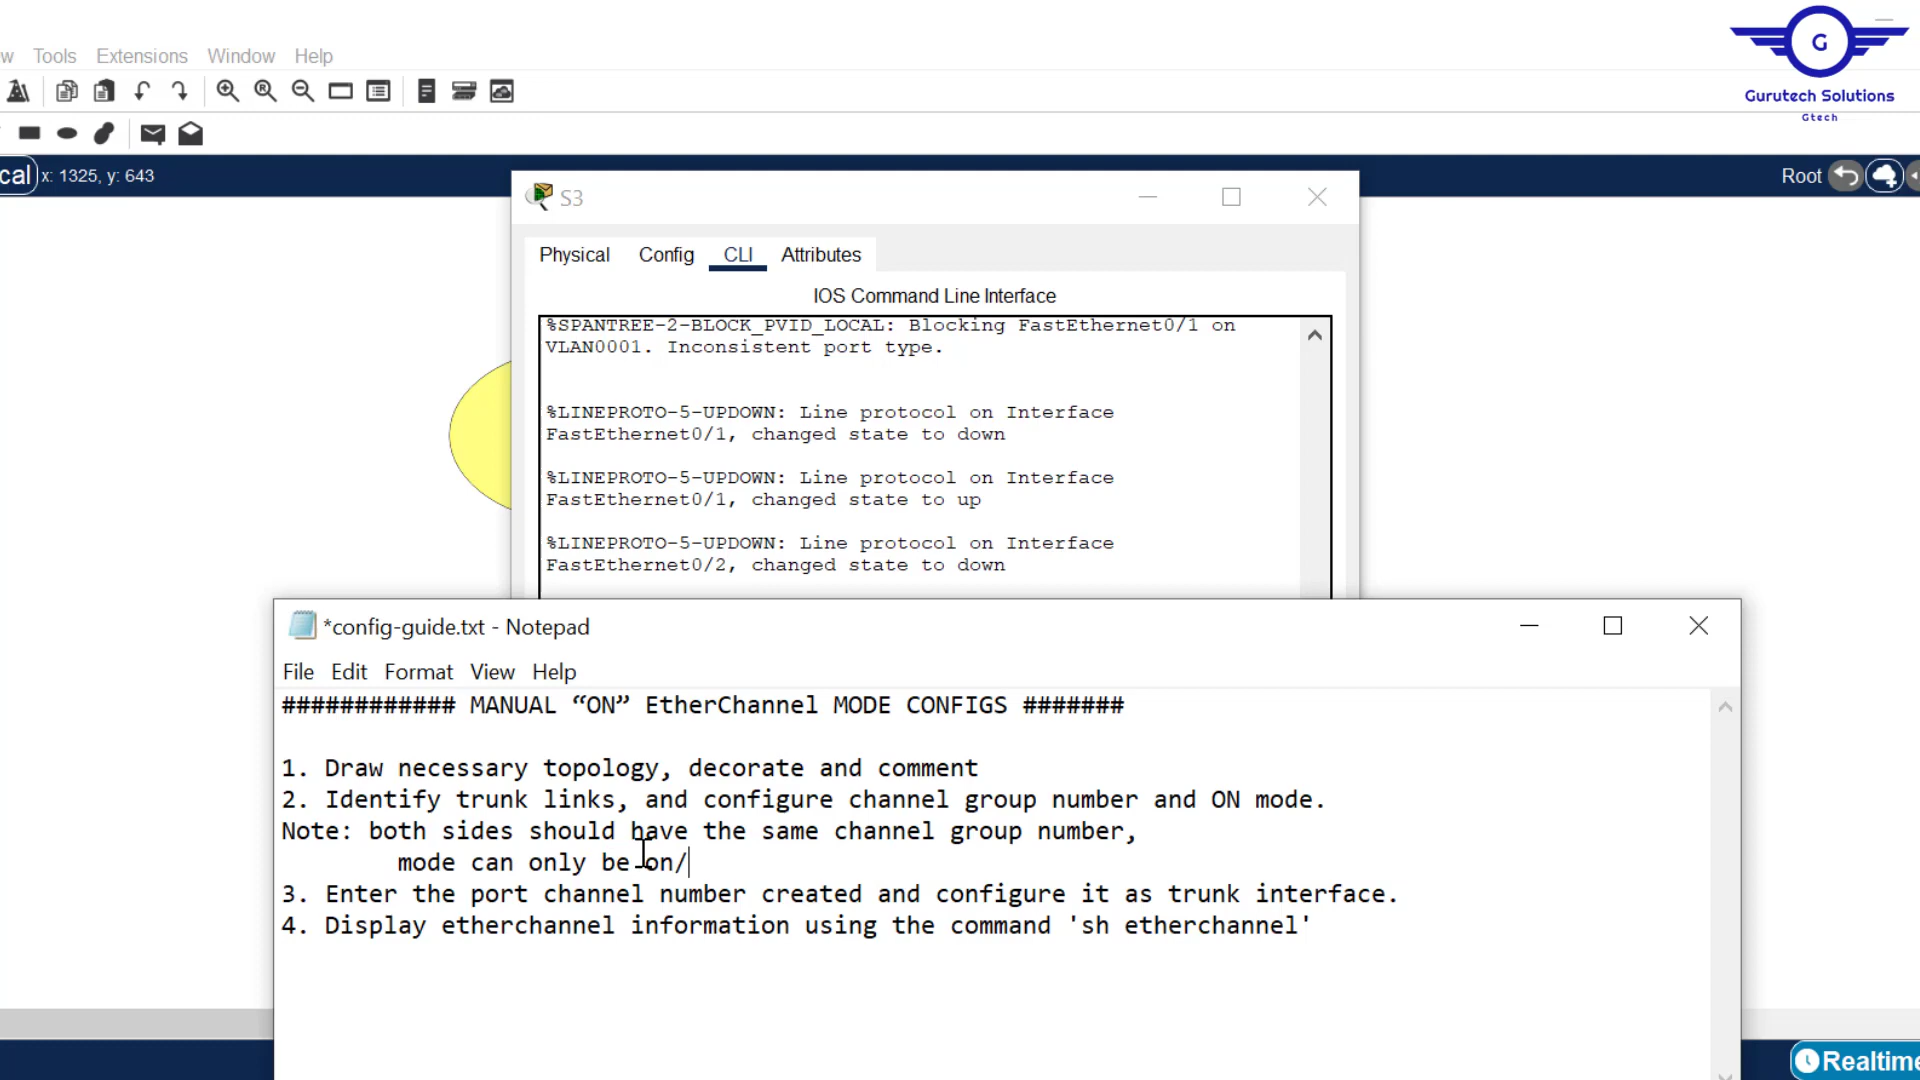 G
Gurutech Solutions
Gtech
w Tools Extensions Window Help
cal x: 1325, y: 643
Root
S3
Physical Config CLI Attributes
IOS Command Line Interface
%SPANTREE-2-BLOCK_PVID_LOCAL: Blocking FastEthernet0/1 on
VLAN0001. Inconsistent port type.
%LINEPROTO-5-UPDOWN: Line protocol on Interface
FastEthernet0/1, changed state to down
%LINEPROTO-5-UPDOWN: Line protocol on Interface
FastEthernet0/1, changed state to up
%LINEPROTO-5-UPDOWN: Line protocol on Interface
FastEthernet0/2, changed state to down
*config-guide.txt - Notepad
File Edit Format View Help
############ MANUAL “ON” EtherChannel MODE CONFIGS #######
1. Draw necessary topology, decorate and comment
2. Identify trunk links, and configure channel group number and ON mode.
Note: both sides should have the same channel group number,
mode can only be on/
3. Enter the port channel number created and configure it as trunk interface.
4. Display etherchannel information using the command 'sh etherchannel'
Realtime